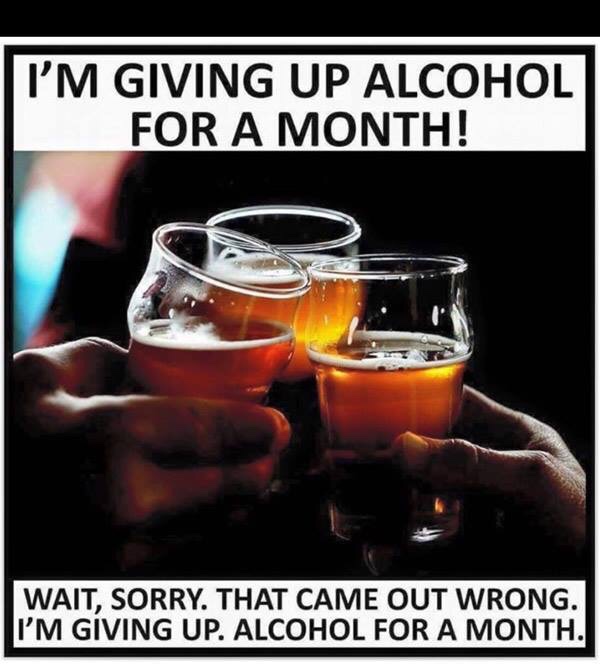 I'M GIVING UP ALCOHOL
FOR A MONTH!
WAIT, SORRY. THAT CAME OUT WRONG.
I'M GIVING UP. ALCOHOL FOR A MONTH.